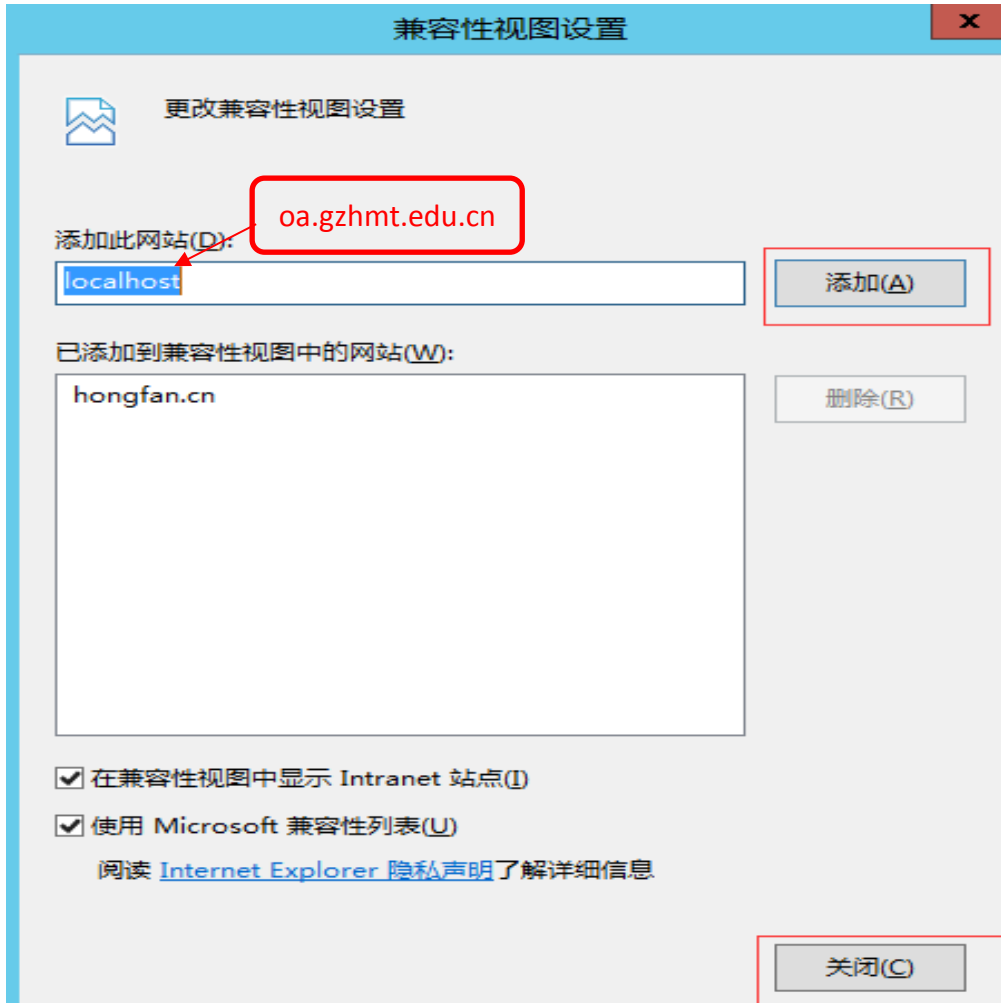 兼容性视图设置
x
更改兼容性视图设置
oa.gzhmt.edu.cn
添加此网站(D):
localhost
添加(A)
已添加到兼容性视图中的网站(W):
hongfan.cn
删除(R)
在兼容性视图中显示 Intranet 站点(I)
使用 Microsoft 兼容性列表(U)
阅读 Internet Explorer 隐私声明了解详细信息
关闭(C)